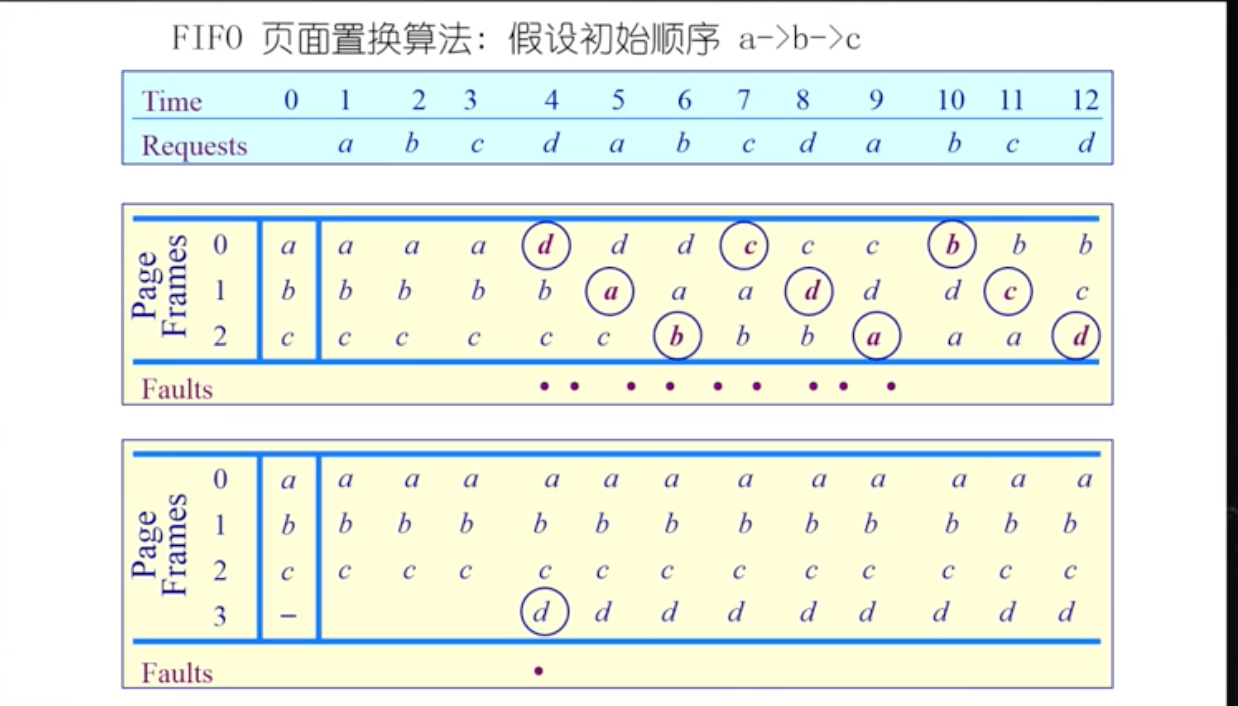 FIFO 页面置换算法: 假设初始顺序 a->b->c
Time 0 1 2 3 4 5 6 7 8 9 10 11 12
Requests a b c d a b c d a b c d
Page Frames
0 a a a a d d d c c c b b b
1 b b b b b a a a d d d c c
2 c c c c c c b b b a a a d
Faults • • • • • • • • •
Page Frames
0 a a a a a a a a a a a a a
1 b b b b b b b b b b b b b
2 c c c c c c c c c c c c c
3 – d d d d d d d d d
Faults •